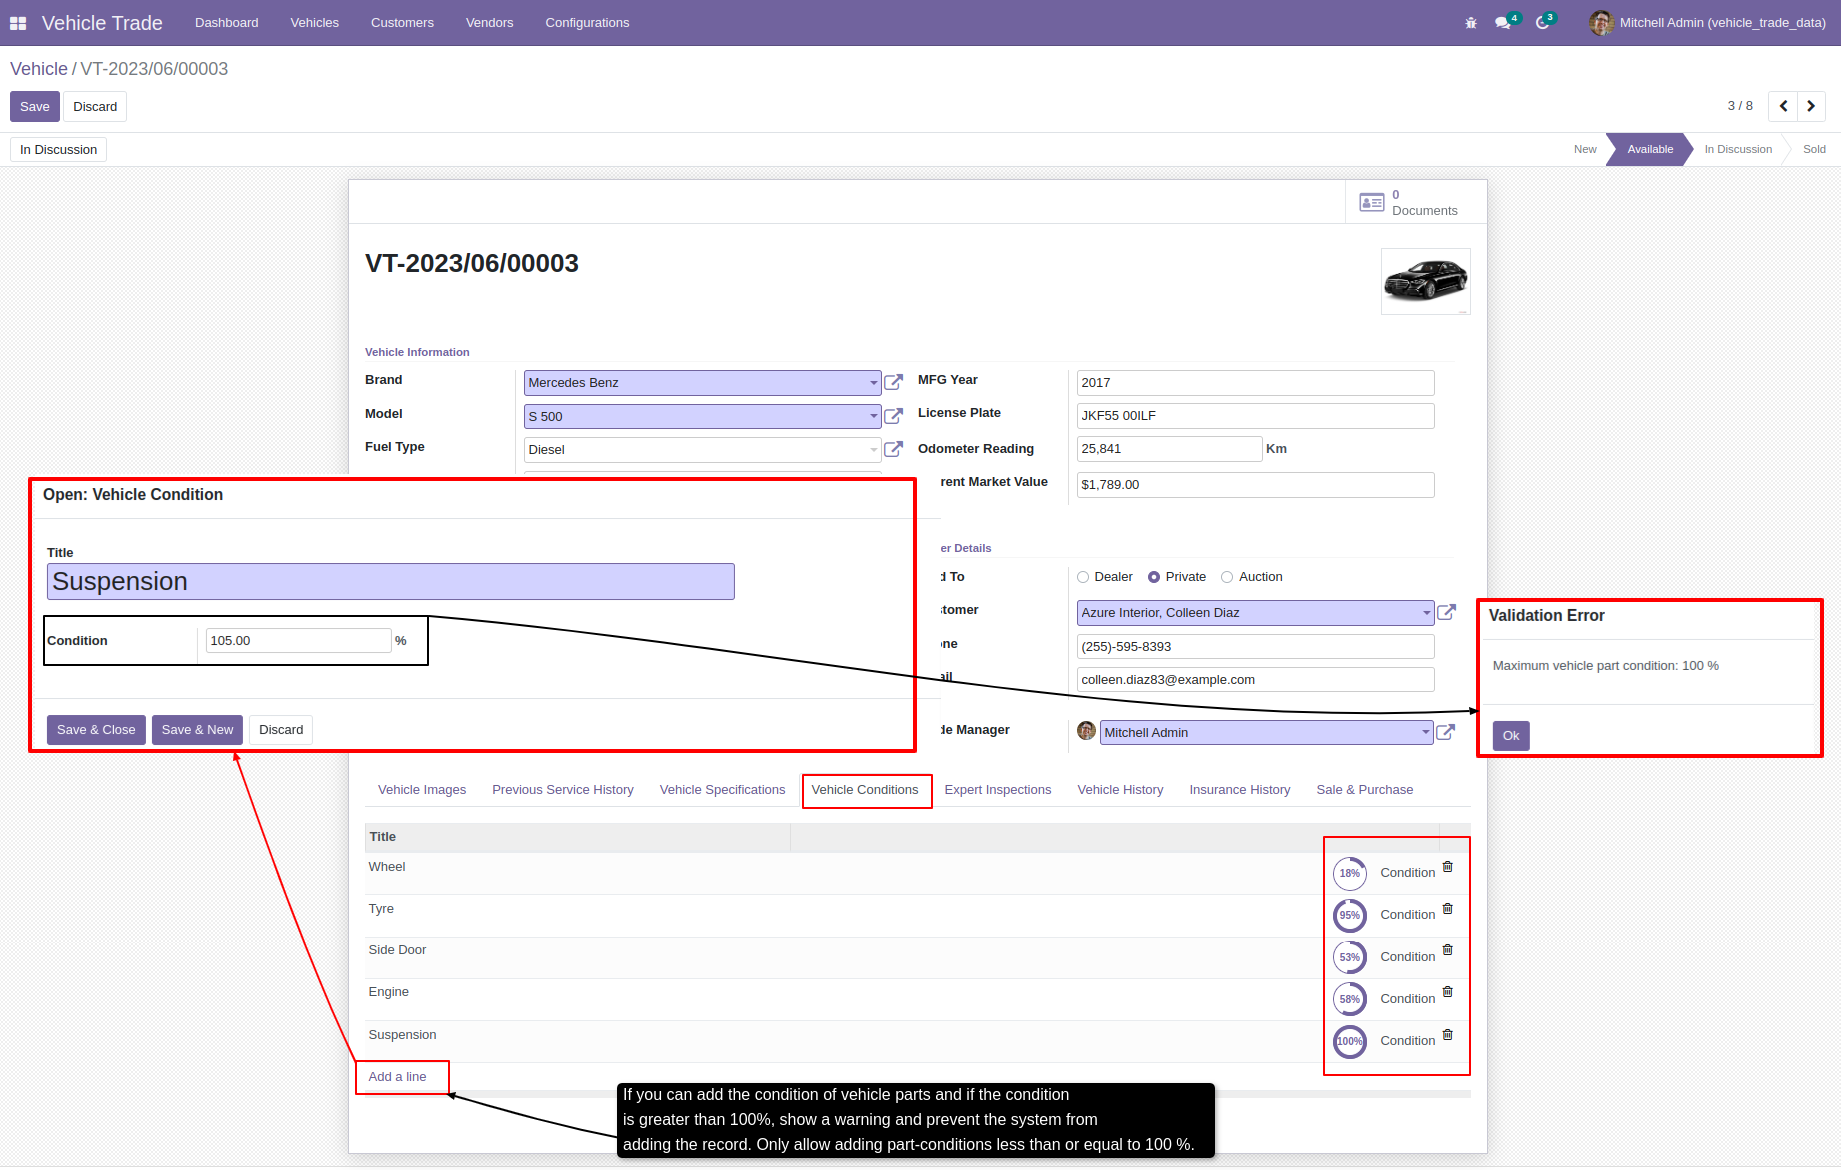 Vehicle Trade Dashboard Vehicles Customers Vendors Configurations 4 3 Mitchell Admin (vehicle_trade_data)
Vehicle / VT-2023/06/00003
Save Discard 3 / 8
In Discussion New Available In Discussion Sold
0
Documents
VT-2023/06/00003
Vehicle Information
Brand Mercedes Benz MFG Year 2017
Model S 500 License Plate JKF55 00ILF
Fuel Type Diesel Odometer Reading 25,841 Km
rent Market Value $1,789.00
Open: Vehicle Condition
Title
Suspension
Condition 105.00 %
Save & Close Save & New Discard
er Details
d To Dealer Private Auction
stomer Azure Interior, Colleen Diaz
one (255)-595-8393
ail colleen.diaz83@example.com
de Manager Mitchell Admin
Validation Error
Maximum vehicle part condition: 100 %
Ok
Vehicle Images Previous Service History Vehicle Specifications Vehicle Conditions Expert Inspections Vehicle History Insurance History Sale & Purchase
Title
Wheel 18% Condition
Tyre 95% Condition
Side Door 53% Condition
Engine 58% Condition
Suspension 100% Condition
Add a line
If you can add the condition of vehicle parts and if the condition
is greater than 100%, show a warning and prevent the system from
adding the record. Only allow adding part-conditions less than or equal to 100 %.